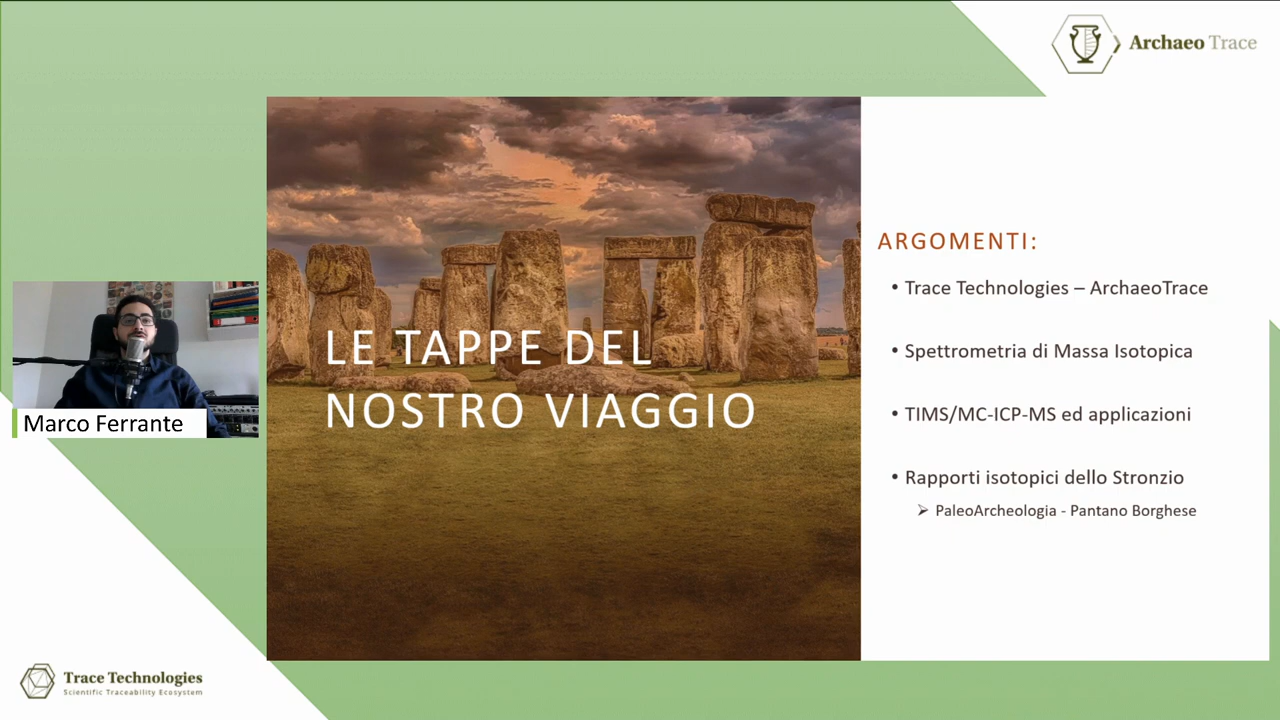 Archaeo Trace
LE TAPPE DEL
NOSTRO VIAGGIO
ARGOMENTI:
• Trace Technologies – ArchaeoTrace
• Spettrometria di Massa Isotopica
• TIMS/MC-ICP-MS ed applicazioni
• Rapporti isotopici dello Stronzio
➢ PaleoArcheologia - Pantano Borghese
Marco Ferrante
Trace Technologies
Scientific Traceability Ecosystem